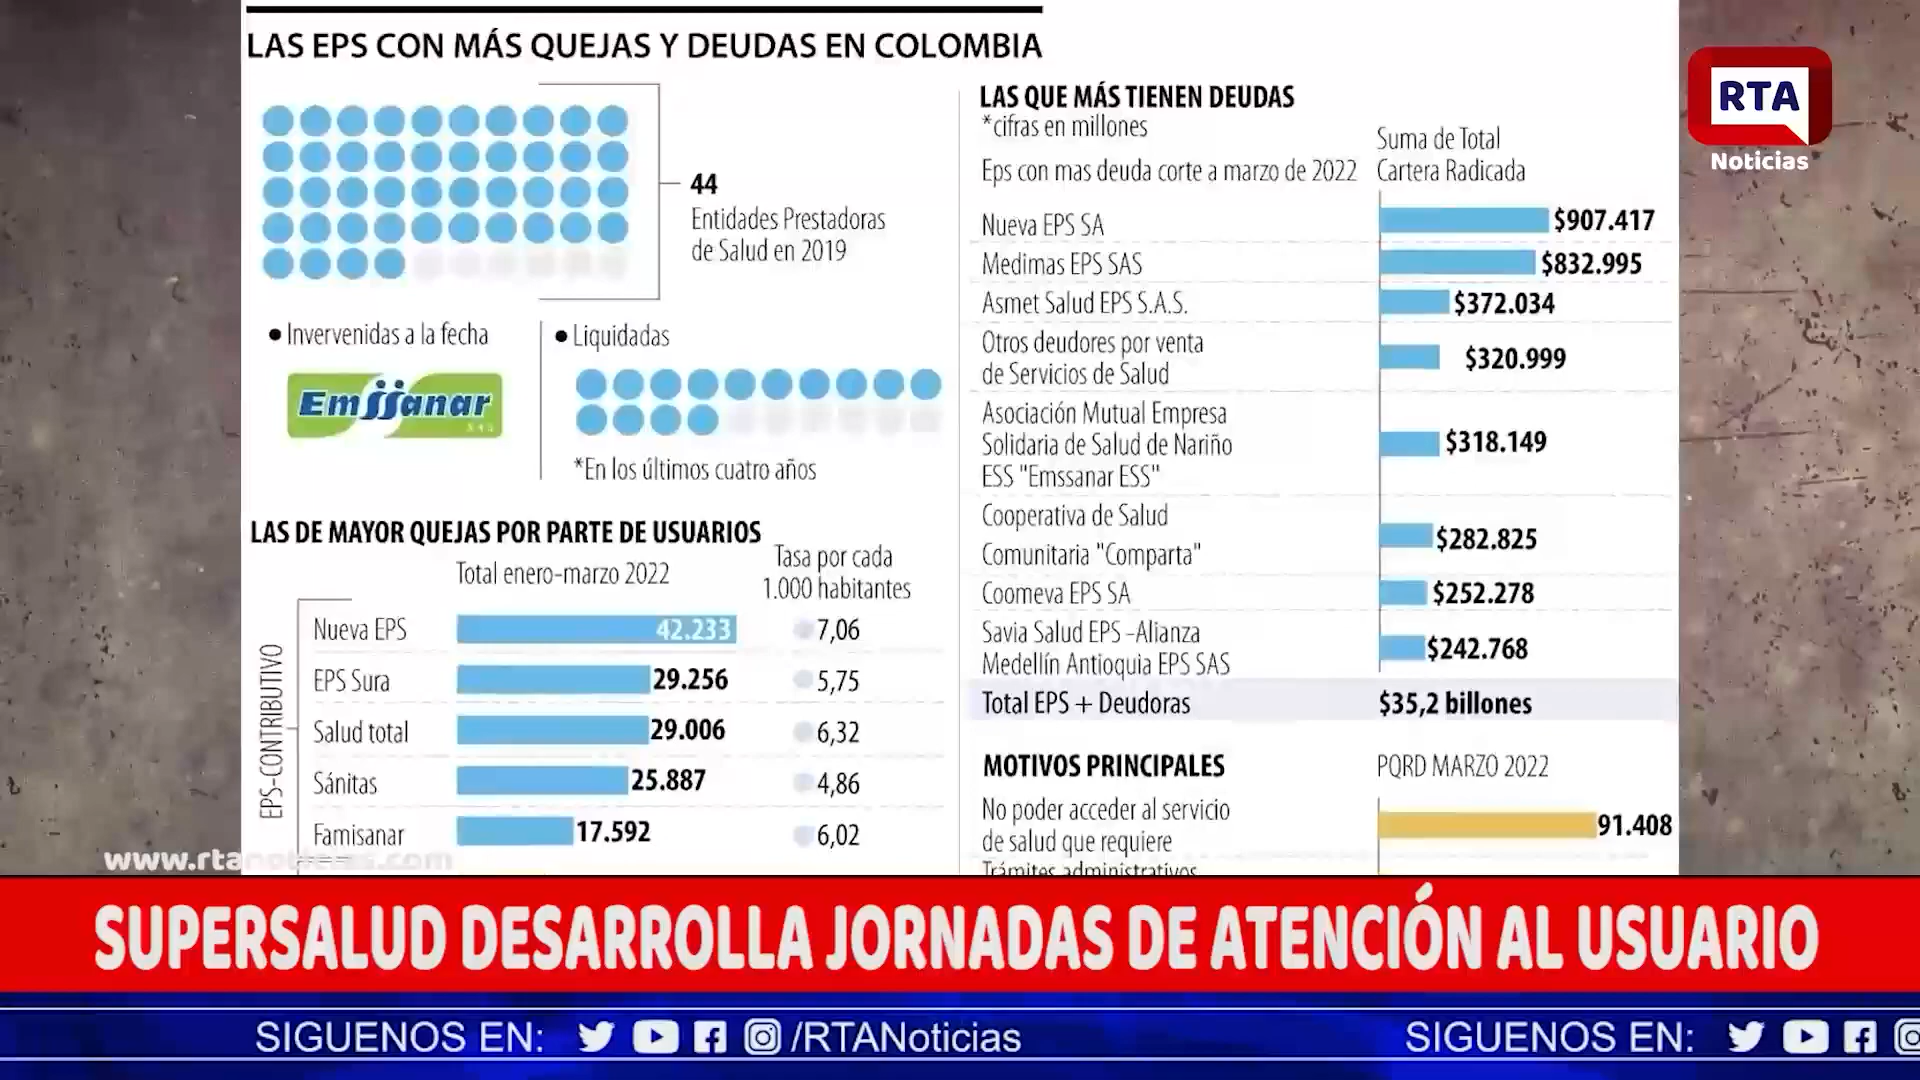 LAS EPS CON MÁS QUEJAS Y DEUDAS EN COLOMBIA
44
Entidades Prestadoras
de Salud en 2019
● Invervenidas a la fecha
Emssanar
S A S
● Liquidadas
*En los últimos cuatro años
LAS DE MAYOR QUEJAS POR PARTE DE USUARIOS
Total enero-marzo 2022
Tasa por cada
1.000 habitantes
EPS-CONTRIBUTIVO
Nueva EPS 42.233 7,06
EPS Sura 29.256 5,75
Salud total 29.006 6,32
Sánitas 25.887 4,86
Famisanar 17.592 6,02
LAS QUE MÁS TIENEN DEUDAS
*cifras en millones
Eps con mas deuda corte a marzo de 2022
Suma de Total
Cartera Radicada
Nueva EPS SA $907.417
Medimas EPS SAS $832.995
Asmet Salud EPS S.A.S. $372.034
Otros deudores por venta
de Servicios de Salud $320.999
Asociación Mutual Empresa
Solidaria de Salud de Nariño
ESS "Emssanar ESS" $318.149
Cooperativa de Salud
Comunitaria "Comparta" $282.825
Coomeva EPS SA $252.278
Savia Salud EPS -Alianza
Medellín Antioquia EPS SAS $242.768
Total EPS + Deudoras $35,2 billones
MOTIVOS PRINCIPALES PQRD MARZO 2022
No poder acceder al servicio
de salud que requiere 91.408
Trámites administrativos
RTA
Noticias
www.rtanoticias.com
SUPERSALUD DESARROLLA JORNADAS DE ATENCIÓN AL USUARIO
SIGUENOS EN: /RTANoticias
SIGUENOS EN: